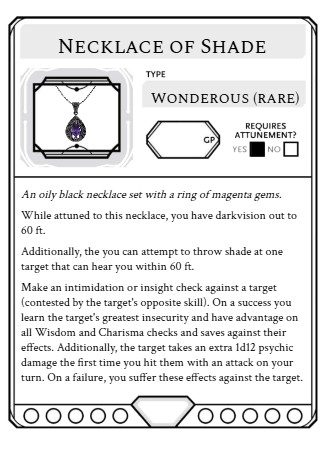 Necklace of Shade
TYPE
Wonderous (rare)
GP
REQUIRES
ATTUNEMENT?
YES NO
An oily black necklace set with a ring of magenta gems.
While attuned to this necklace, you have darkvision out to
60 ft.
Additionally, the you can attempt to throw shade at one
target that can hear you within 60 ft.
Make an intimidation or insight check against a target
(contested by the target's opposite skill). On a success you
learn the target's greatest insecurity and have advantage on
all Wisdom and Charisma checks and saves against their
effects. Additionally, the target takes an extra 1d12 psychic
damage the first time you hit them with an attack on your
turn. On a failure, you suffer these effects against the target.